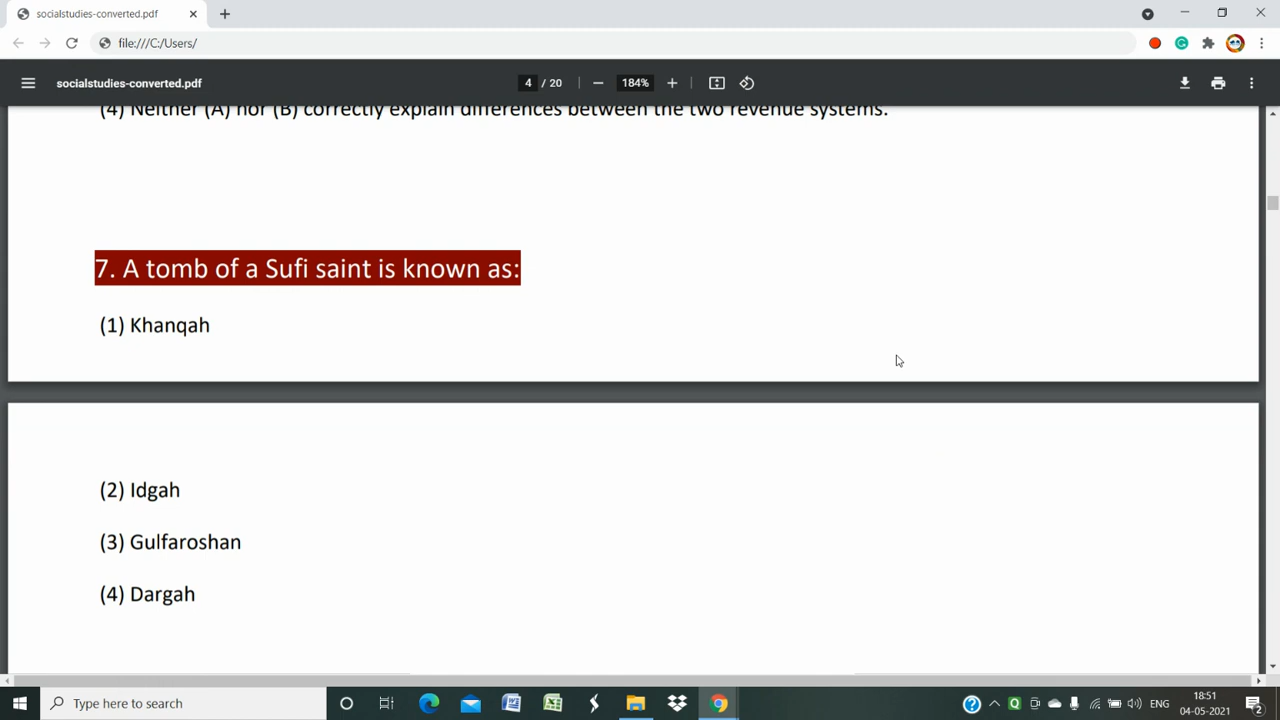 socialstudies-converted.pdf
file:///C:/Users/
socialstudies-converted.pdf
4 / 20
184%
(4) Neither (A) nor (B) correctly explain differences between the two revenue systems.
7. A tomb of a Sufi saint is known as:
(1) Khanqah
(2) Idgah
(3) Gulfaroshan
(4) Dargah
Type here to search
ENG
18:51
04-05-2021
2